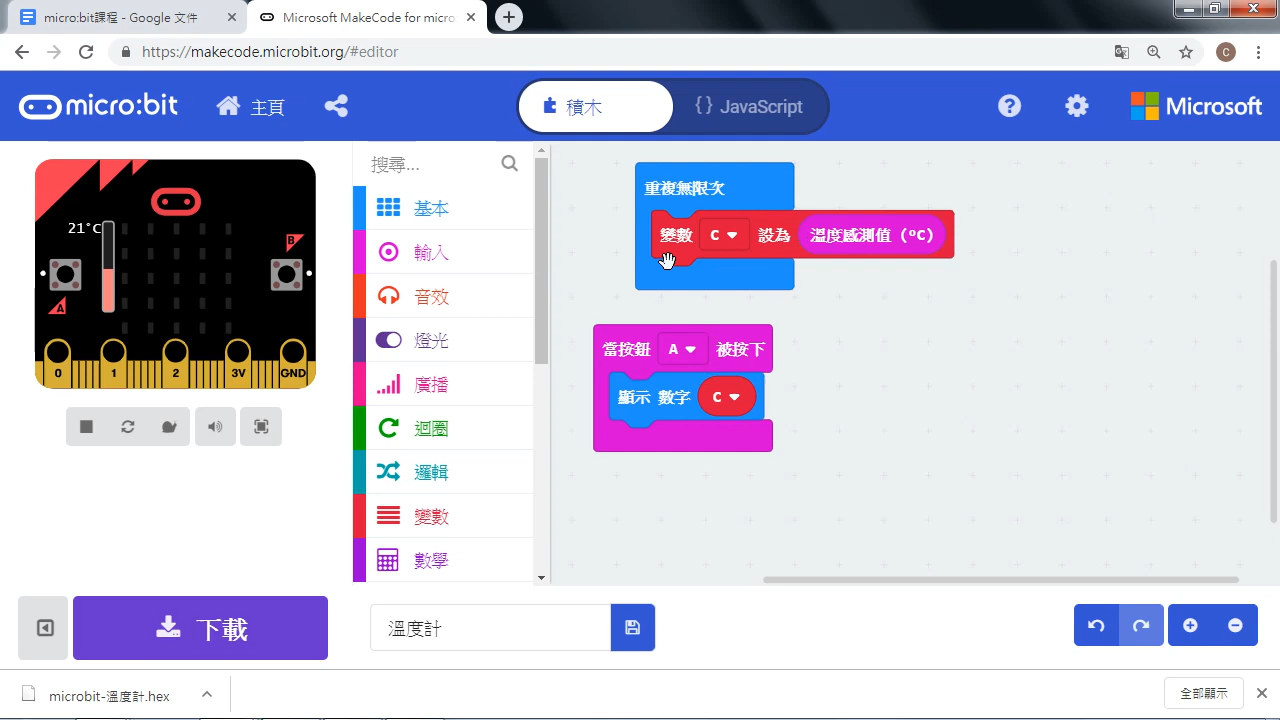 micro:bit課程 - Google 文件
Microsoft MakeCode for micro
https://makecode.microbit.org/#editor
C
micro:bit
主頁
積木
{} JavaScript
Microsoft
21°C
B
A
0
1
2
3V
GND
搜尋...
基本
輸入
音效
燈光
廣播
迴圈
邏輯
變數
數學
重複無限次
變數 C 設為 溫度感測值 (ºC)
當按鈕 A 被按下
顯示 數字 C
下載
溫度計
microbit-溫度計.hex
全部顯示